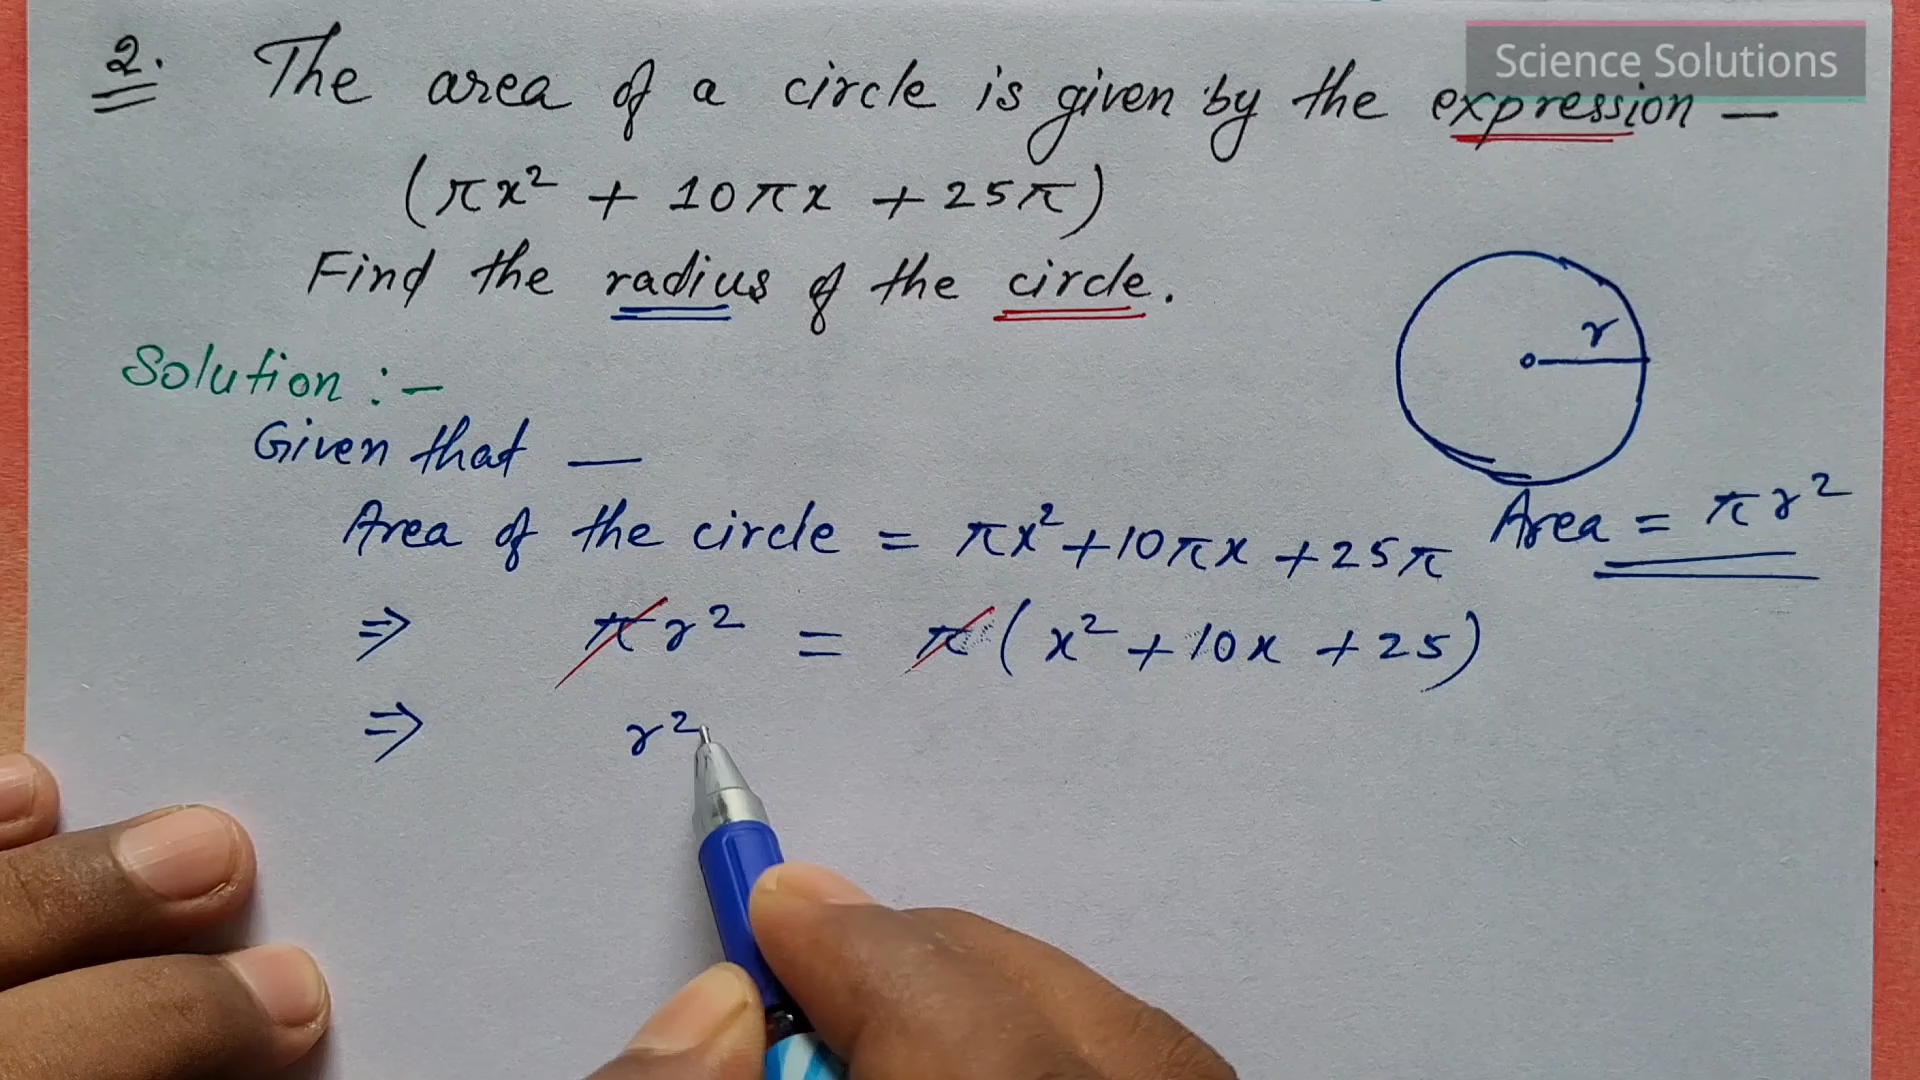 Science Solutions
2. The area of a circle is given by the expression —
(πx² + 10πx + 25π)
Find the radius of the circle.
r
Solution :-
Given that —
Area of the circle = πx² + 10πx + 25π
Area = πr²
⇒ πr² = π(x² + 10x + 25)
⇒ r²